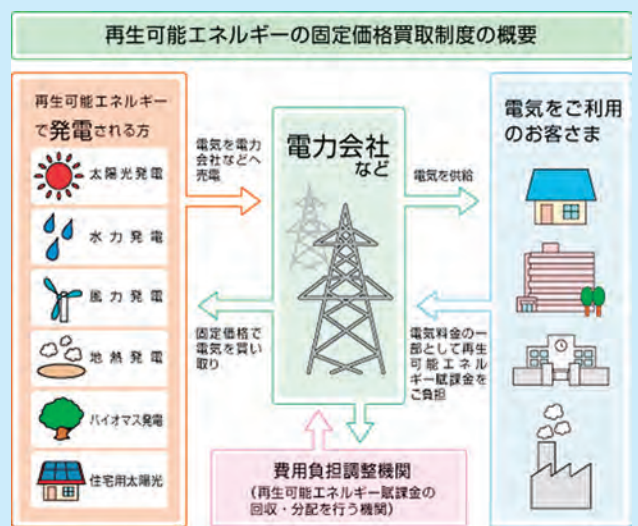 再生可能エネルギーの固定価格買取制度の概要
再生可能エネルギー
で発電される方
太陽光発電
水力発電
風力発電
地熱発電
バイオマス発電
住宅用太陽光
電気を電力
会社などへ
売電
固定価格で
電気を買い
取り
電力会社
など
電気を供給
電気料金の一
部として再生
可能エネル
ギー賦課金を
ご負担
電気をご利用
のお客さま
費用負担調整機関
(再生可能エネルギー賦課金の
回収・分配を行う機関)